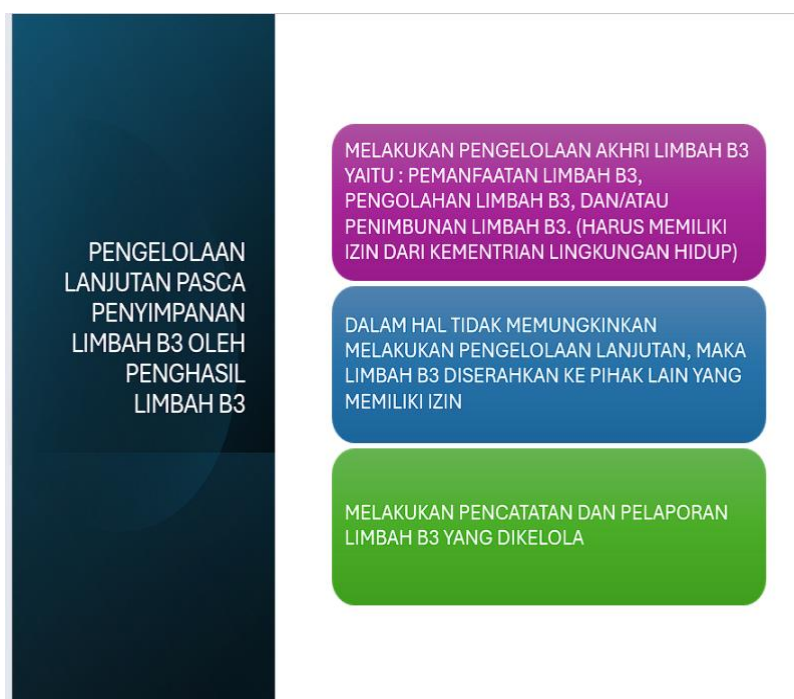 PENGELOLAAN
LANJUTAN PASCA
PENYIMPANAN
LIMBAH B3 OLEH
PENGHASIL
LIMBAH B3
MELAKUKAN PENGELOLAAN AKHRI LIMBAH B3
YAITU : PEMANFAATAN LIMBAH B3,
PENGOLAHAN LIMBAH B3, DAN/ATAU
PENIMBUNAN LIMBAH B3. (HARUS MEMILIKI
IZIN DARI KEMENTRIAN LINGKUNGAN HIDUP)
DALAM HAL TIDAK MEMUNGKINKAN
MELAKUKAN PENGELOLAAN LANJUTAN, MAKA
LIMBAH B3 DISERAHKAN KE PIHAK LAIN YANG
MEMILIKI IZIN
MELAKUKAN PENCATATAN DAN PELAPORAN
LIMBAH B3 YANG DIKELOLA